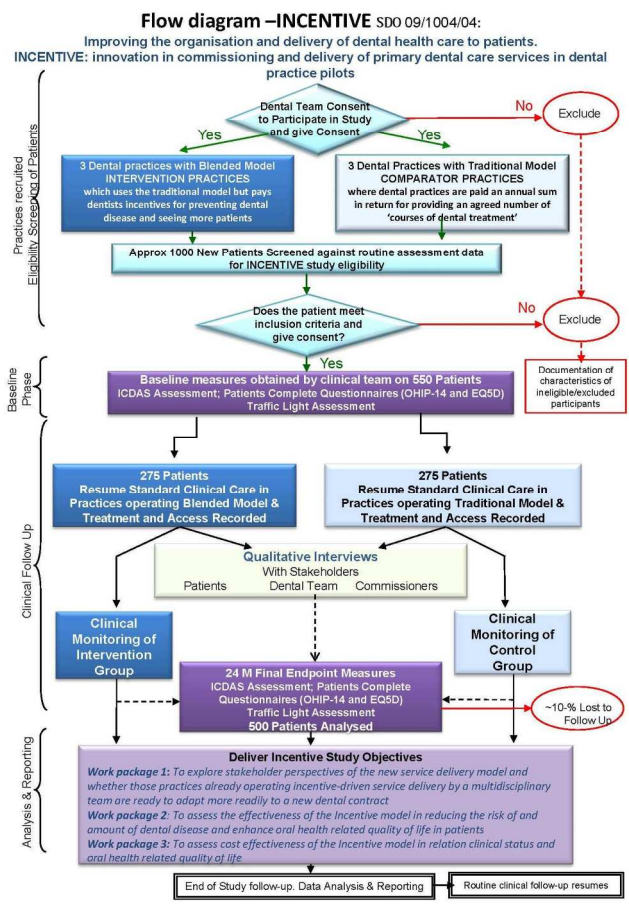 Flow diagram –INCENTIVE SDO 09/1004/04:
Improving the organisation and delivery of dental health care to patients.
INCENTIVE: innovation in commissioning and delivery of primary dental care services in dental
practice pilots
Practices recruited
Eligibility Screening of Patients
Dental Team Consent
to Participate in Study
and give Consent
No
Exclude
Yes
Yes
3 Dental practices with Blended Model
INTERVENTION PRACTICES
which uses the traditional model but pays
dentists incentives for preventing dental
disease and seeing more patients
3 Dental Practices with Traditional Model
COMPARATOR PRACTICES
where dental practices are paid an annual sum
in return for providing an agreed number of
‘courses of dental treatment’
Approx 1000 New Patients Screened against routine assessment data
for INCENTIVE study eligibility
Does the patient meet
inclusion criteria and
give consent?
No
Exclude
Yes
Documentation of
characteristics of
ineligible/excluded
participants
Baseline
Phase
Baseline measures obtained by clinical team on 550 Patients
ICDAS Assessment; Patients Complete Questionnaires (OHIP-14 and EQ5D)
Traffic Light Assessment
Clinical Follow Up
275 Patients
Resume Standard Clinical Care in
Practices operating Blended Model &
Treatment and Access Recorded
275 Patients
Resume Standard Clinical Care in
Practices operating Traditional Model &
Treatment and Access Recorded
Qualitative Interviews
With Stakeholders
Patients Dental Team Commissioners
Clinical
Monitoring of
Intervention
Group
Clinical
Monitoring of
Control
Group
24 M Final Endpoint Measures
ICDAS Assessment; Patients Complete
Questionnaires (OHIP-14 and EQ5D)
Traffic Light Assessment
500 Patients Analysed
~10-% Lost to
Follow Up
Analysis & Reporting
Deliver Incentive Study Objectives
Work package 1: To explore stakeholder perspectives of the new service delivery model and
whether those practices already operating incentive-driven service delivery by a multidisciplinary
team are ready to adapt more readily to a new dental contract
Work package 2: To assess the effectiveness of the Incentive model in reducing the risk of and
amount of dental disease and enhance oral health related quality of life in patients
Work package 3: To assess cost effectiveness of the Incentive model in relation clinical status and
oral health related quality of life
End of Study follow-up. Data Analysis & Reporting
Routine clinical follow-up resumes